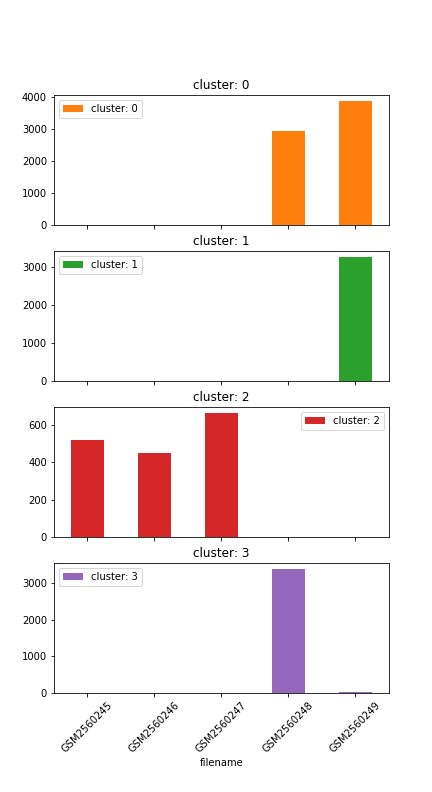 cluster: 0
4000
cluster: 0
3000
2000
1000
0
cluster: 1
cluster: 1
3000
2000
1000
0
cluster: 2
cluster: 2
600
400
200
0
cluster: 3
cluster: 3
3000
2000
1000
0
GSM2560245
GSM2560246
GSM2560247
GSM2560248
GSM2560249
filename